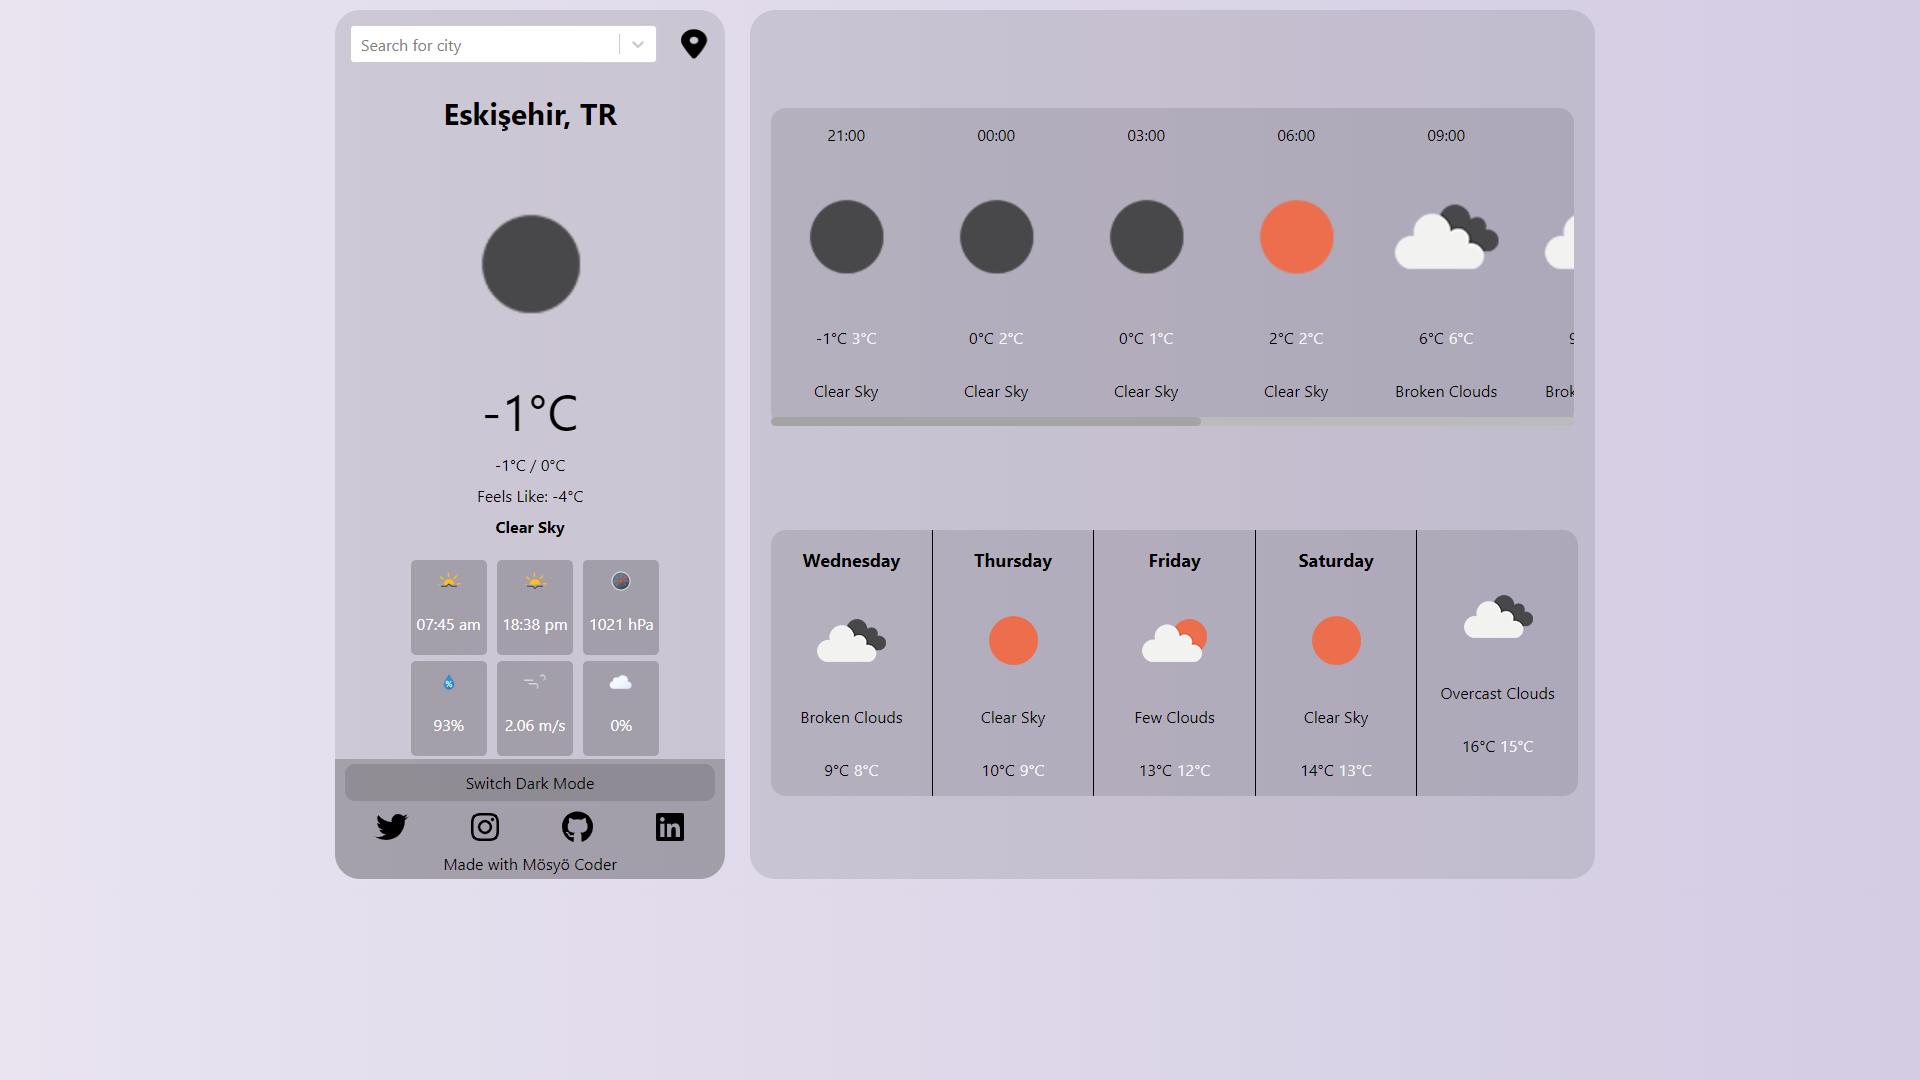 Search for city
Eskişehir, TR
-1°C
-1°C / 0°C
Feels Like: -4°C
Clear Sky
07:45 am 18:38 pm 1021 hPa
%
93% 2.06 m/s 0%
Switch Dark Mode
Made with Mösyö Coder
21:00 00:00 03:00 06:00 09:00
-1°C 3°C 0°C 2°C 0°C 1°C 2°C 2°C 6°C 6°C
Clear Sky Clear Sky Clear Sky Clear Sky Broken Clouds
Wednesday Thursday Friday Saturday
Broken Clouds Clear Sky Few Clouds Clear Sky Overcast Clouds
9°C 8°C 10°C 9°C 13°C 12°C 14°C 13°C 16°C 15°C